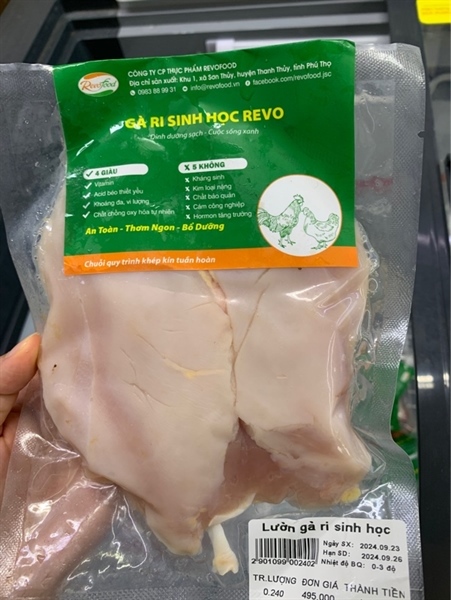 Revofood
CÔNG TY CP THỰC PHẨM REVOFOOD
Địa chỉ sản xuất: Khu 1, xã Sơn Thủy, huyện Thanh Thủy, tỉnh Phú Thọ
0983 86 99 31 info@revofood.vn facebook.com/revofood.jsc
GÀ RI SINH HỌC REVO
Dinh dưỡng sạch - Cuộc sống xanh
4 GIÀU
Vitamin
Acid béo thiết yếu
Khoáng đa, vi lượng
Chất chống oxy hóa tự nhiên
5 KHÔNG
Kháng sinh
Kim loại nặng
Chất bảo quản
Cám công nghiệp
Hormon tăng trưởng
An Toàn - Thơm Ngon - Bổ Dưỡng
Chuỗi quy trình khép kín tuần hoàn
Lườn gà ri sinh học
Ngày SX: 2024.09.23
Hạn SD: 2024.09.26
Nhiệt độ BQ: 0-3 độ
2901099002402
TR.LƯỢNG ĐƠN GIÁ THÀNH TIỀN
0.240 495.000